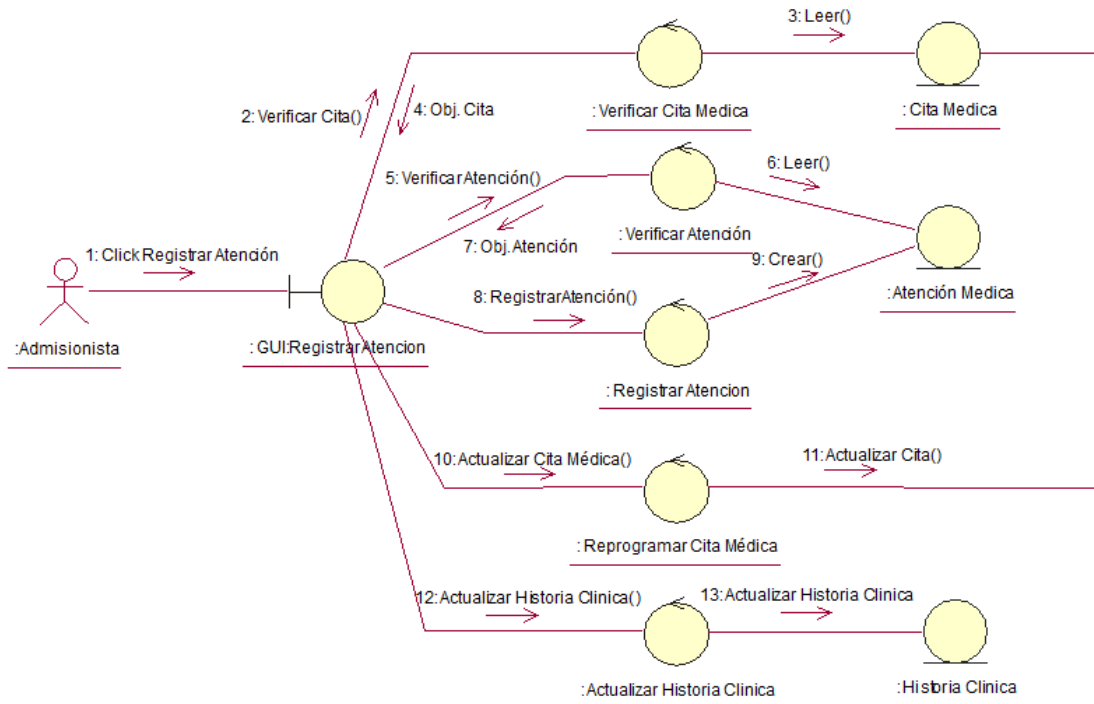 3: Leer()
2: Verificar Cita()
4: Obj. Cita
: Verificar Cita Medica
: Cita Medica
5: Verificar Atención()
6: Leer()
7: Obj. Atención
: Verificar Atención
1: Click Registrar Atención
9: Crear()
: Atención Medica
8: RegistrarAtención()
: Admisionista
: GUI:RegistrarAtencion
: Registrar Atencion
10: Actualizar Cita Médica()
11: Actualizar Cita()
: Reprogramar Cita Médica
12: Actualizar Historia Clinica()
13: Actualizar Historia Clinica
: Actualizar Historia Clinica
: Historia Clinica